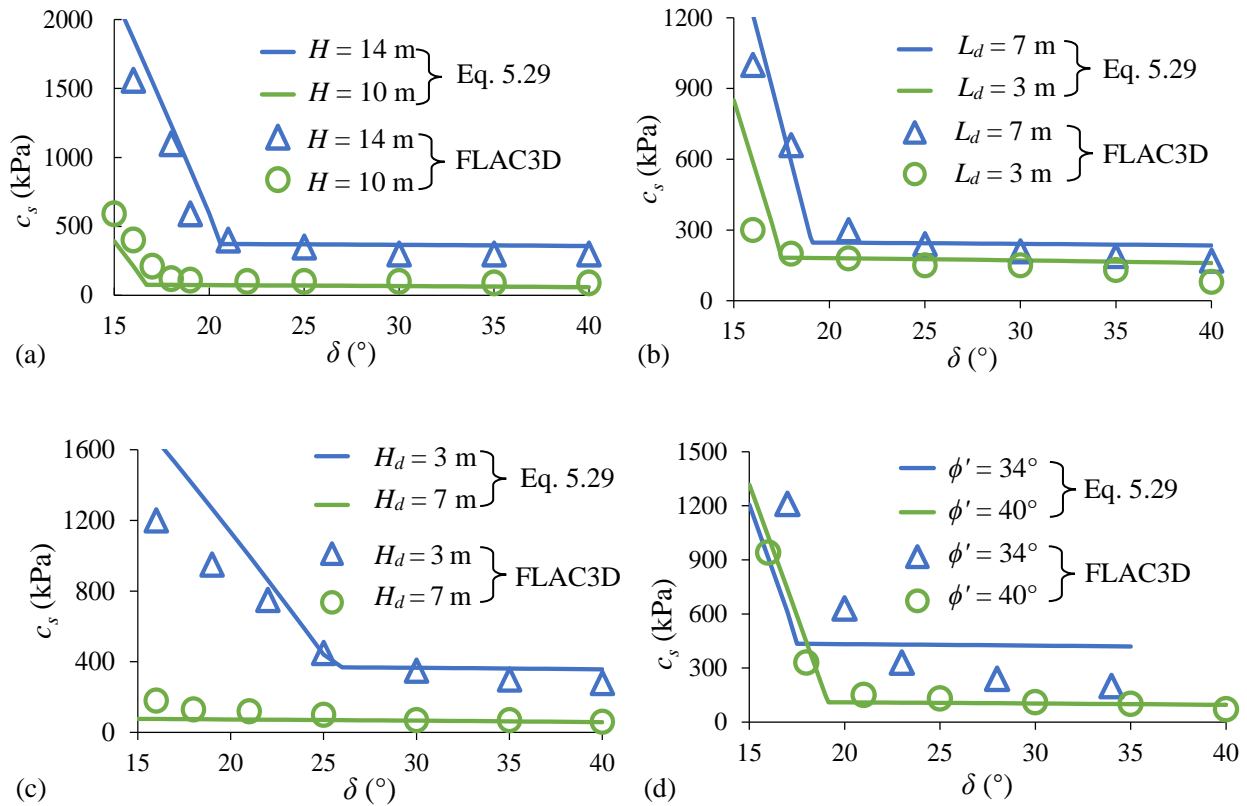 2000
1500
1000
500
0
c_s (kPa)
H = 14 m
H = 10 m
Eq. 5.29
H = 14 m
H = 10 m
FLAC3D
15 20 25 30 35 40
(a)
δ (°)
1200
900
600
300
0
c_s (kPa)
L_d = 7 m
L_d = 3 m
Eq. 5.29
L_d = 7 m
L_d = 3 m
FLAC3D
15 20 25 30 35 40
(b)
δ (°)
1600
1200
800
400
0
c_s (kPa)
H_d = 3 m
H_d = 7 m
Eq. 5.29
H_d = 3 m
H_d = 7 m
FLAC3D
15 20 25 30 35 40
(c)
δ (°)
1500
1200
900
600
300
0
c_s (kPa)
ϕ' = 34°
ϕ' = 40°
Eq. 5.29
ϕ' = 34°
ϕ' = 40°
FLAC3D
15 20 25 30 35 40
(d)
δ (°)